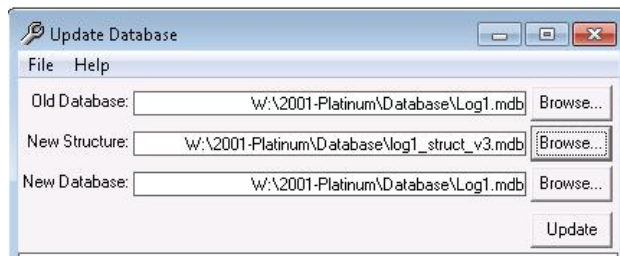 Update Database
File Help
Old Database: W:\2001-Platinum\Database\Log1.mdb Browse...
New Structure: W:\2001-Platinum\Database\log1_struct_v3.mdb Browse...
New Database: W:\2001-Platinum\Database\Log1.mdb Browse...
Update